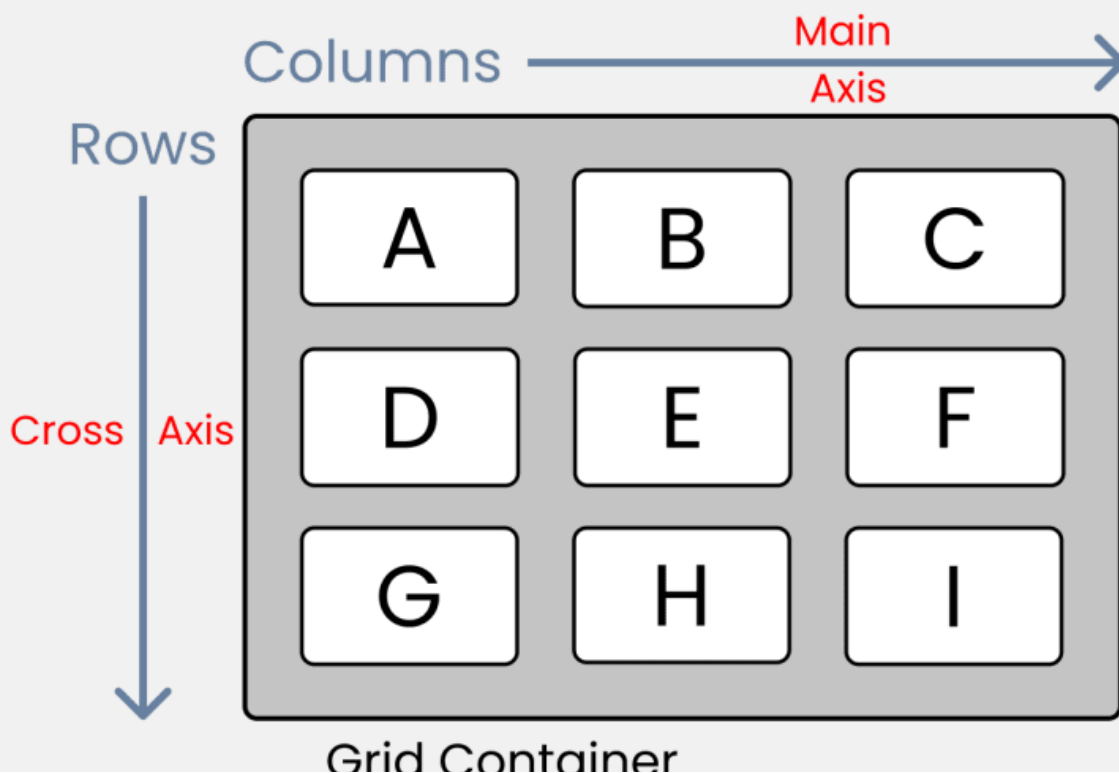 Main
Columns
Axis
Rows
A B C
D E F
Cross Axis
G H I
Grid Container